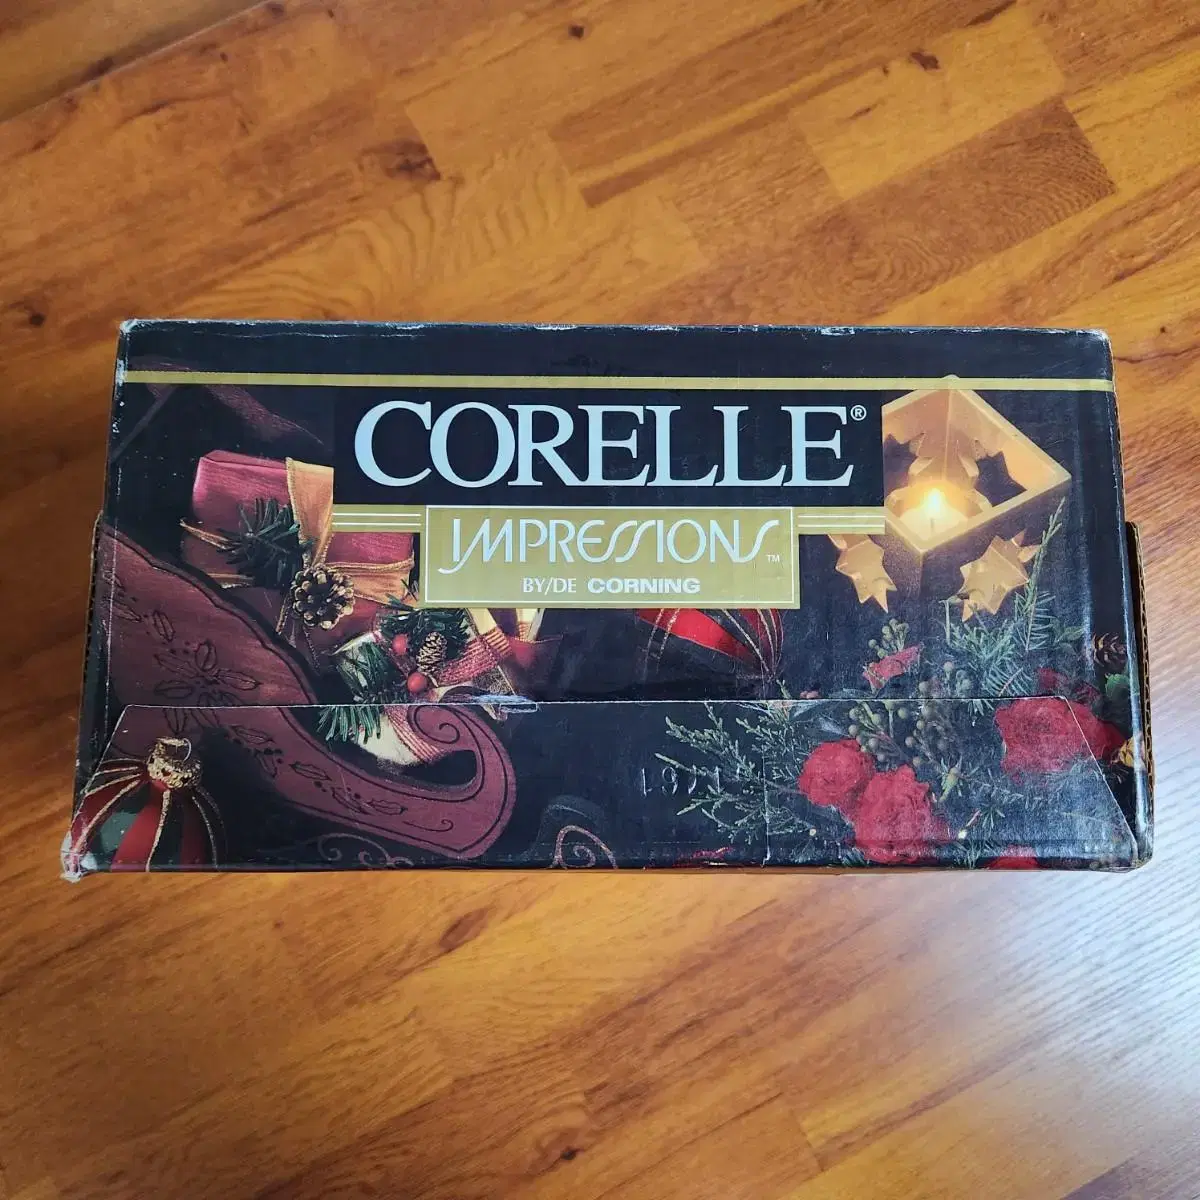 CORELLE®
IMPRESSIONS™
BY/DE CORNING